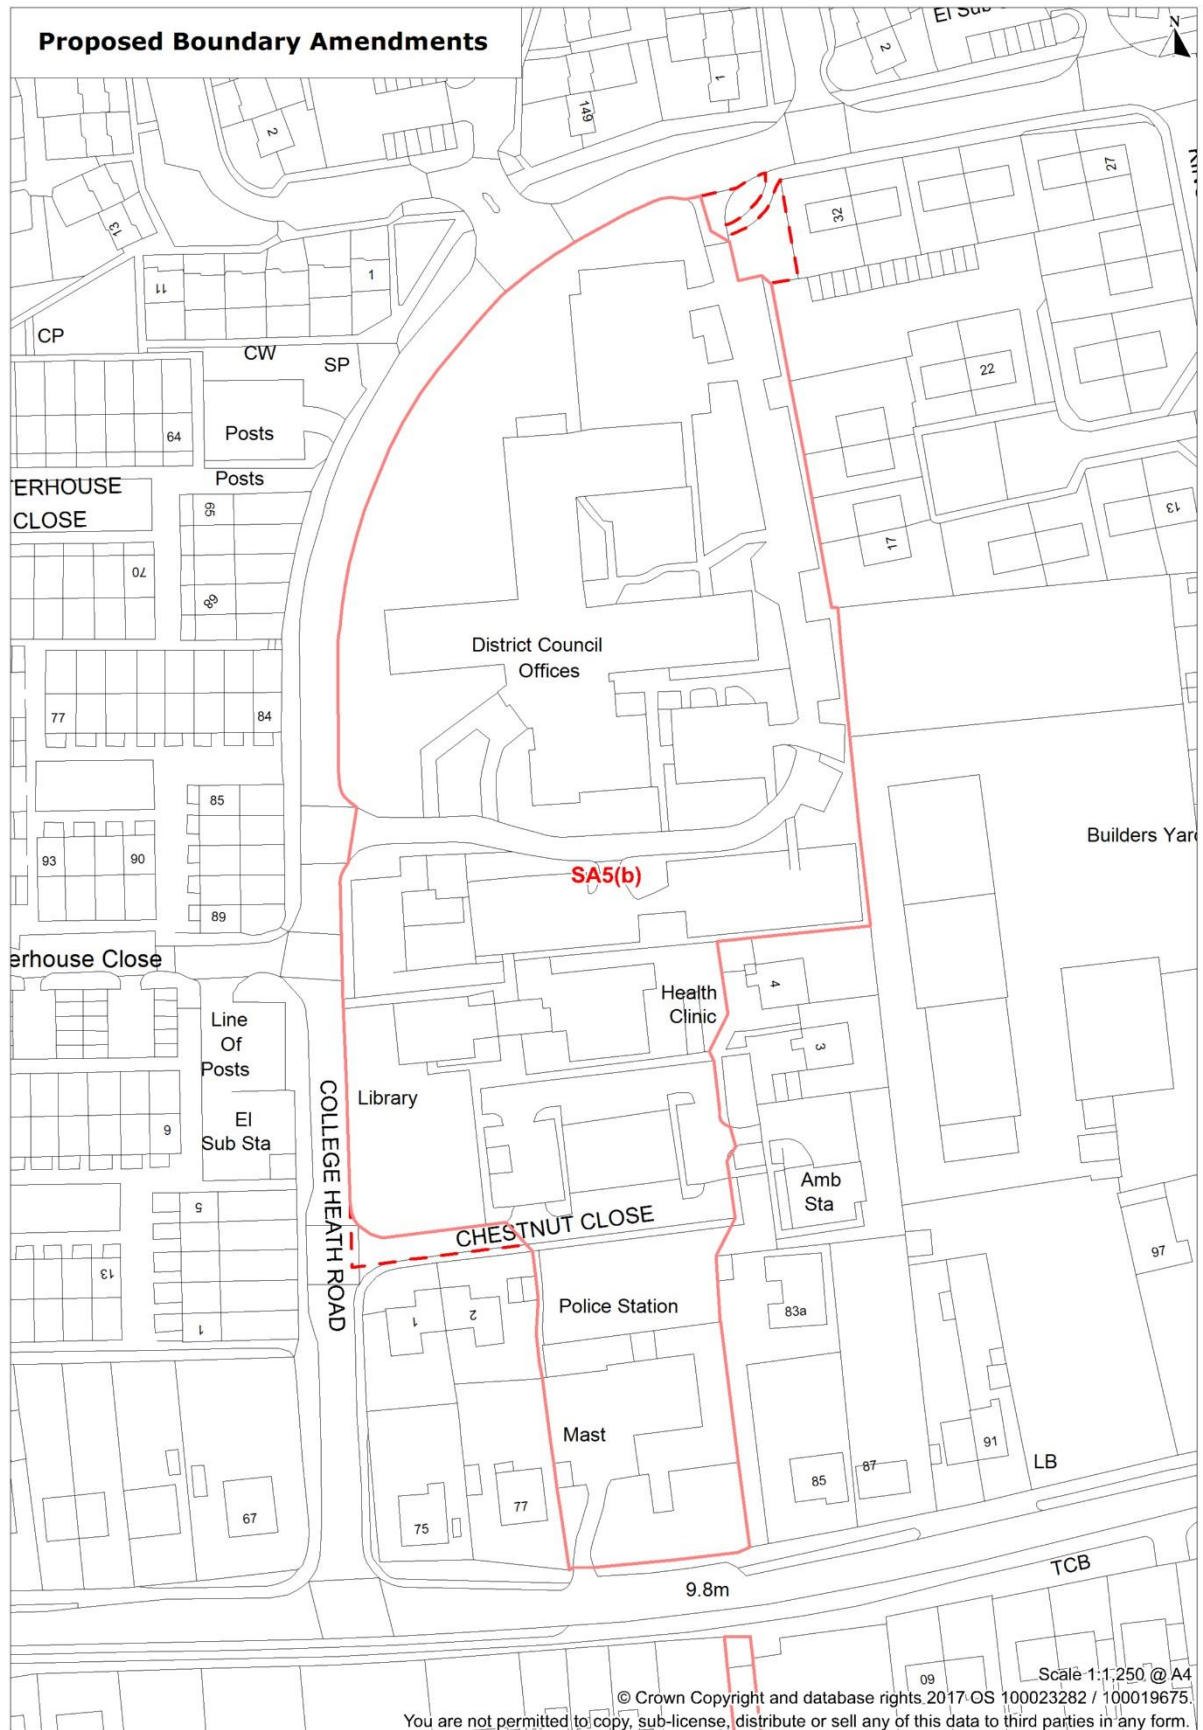 Proposed Boundary Amendments
N
2
2
149
1
13
32
27
11
1
CP
CW
SP
22
64
Posts
Posts
ERHOUSE
CLOSE
65
17
13
70
68
District Council
Offices
77
84
85
Builders Yard
93
90
SA5(b)
89
erhouse Close
Health
Clinic
4
Line
Of
Posts
3
Library
El
Sub Sta
6
COLLEGE HEATH ROAD
Amb
Sta
5
CHESTNUT CLOSE
97
13
Police Station
83a
1
2
1
Mast
91
LB
85
87
67
75
77
TCB
9.8m
Scale 1:1,250 @ A4
© Crown Copyright and database rights 2017 OS 100023282 / 100019675.
You are not permitted to copy, sub-license, distribute or sell any of this data to third parties in any form.